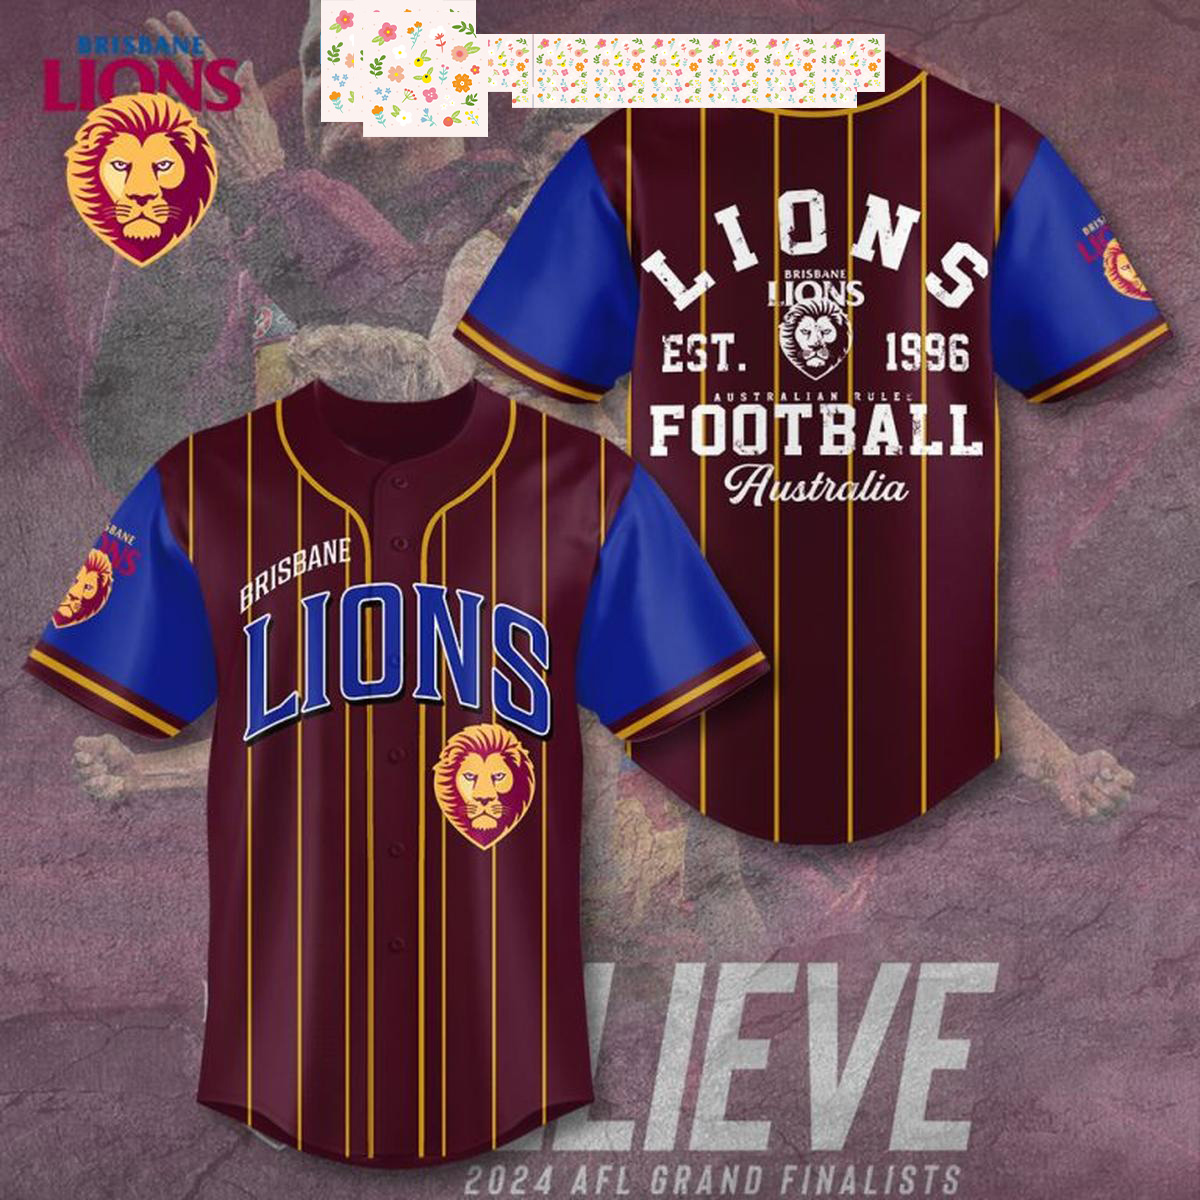 BRISBANE
LIONS
LIONS
BRISBANE
LIONS
EST. 1996
AUSTRALIAN RULES
FOOTBALL
Australia
BRISBANE
LIONS
LIEVE
2024 AFL GRAND FINALISTS